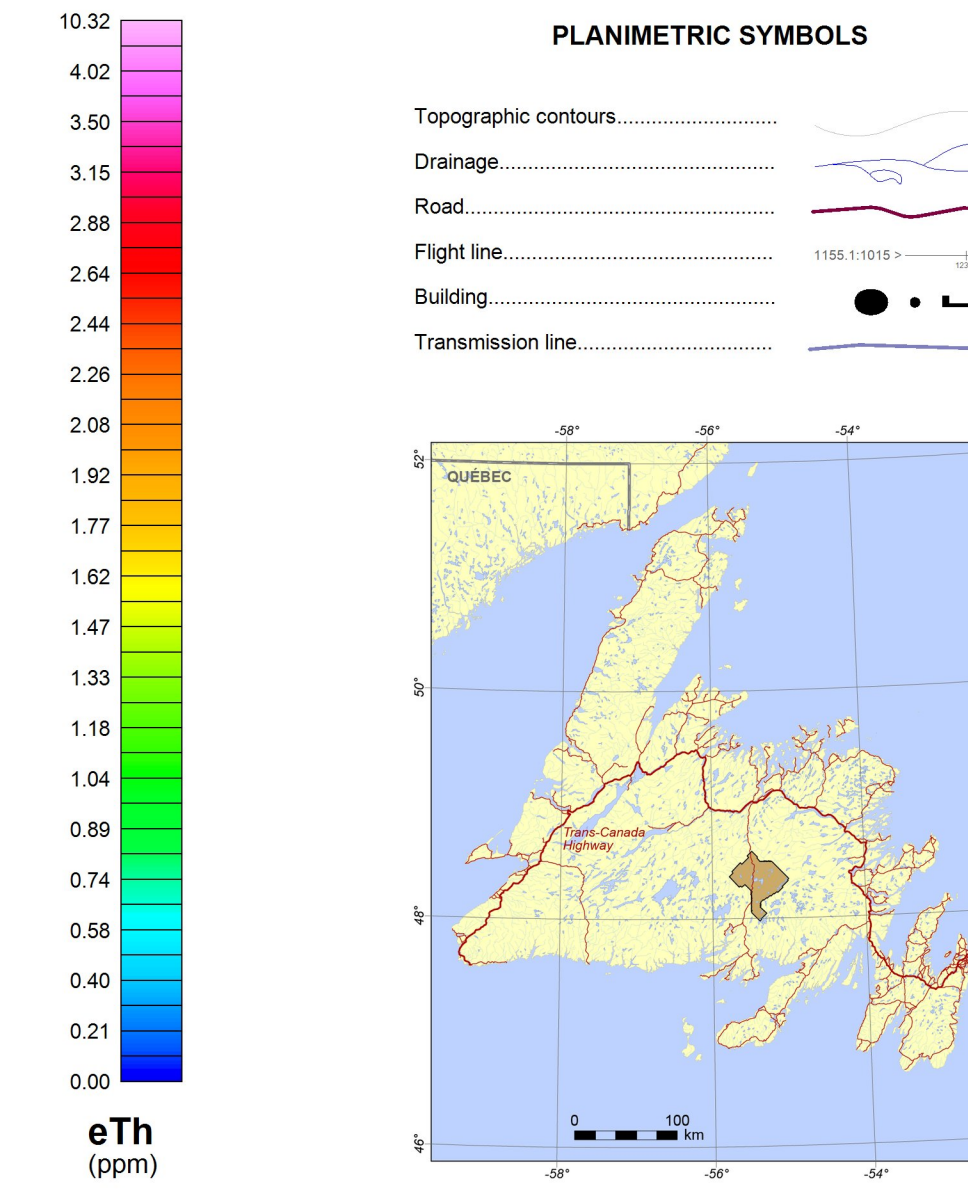 10.32
4.02
3.50
3.15
2.88
2.64
2.44
2.26
2.08
1.92
1.77
1.62
1.47
1.33
1.18
1.04
0.89
0.74
0.58
0.40
0.21
0.00
eTh
(ppm)
PLANIMETRIC SYMBOLS
Topographic contours............................
Drainage................................................
Road......................................................
Flight line................................................
1155.1:1015 >
123
Building..................................................
Transmission line..................................
-58° -56° -54°
52°
QUÉBEC
50°
Trans-Canada
Highway
48°
0 100
km
46°
-58° -56° -54°